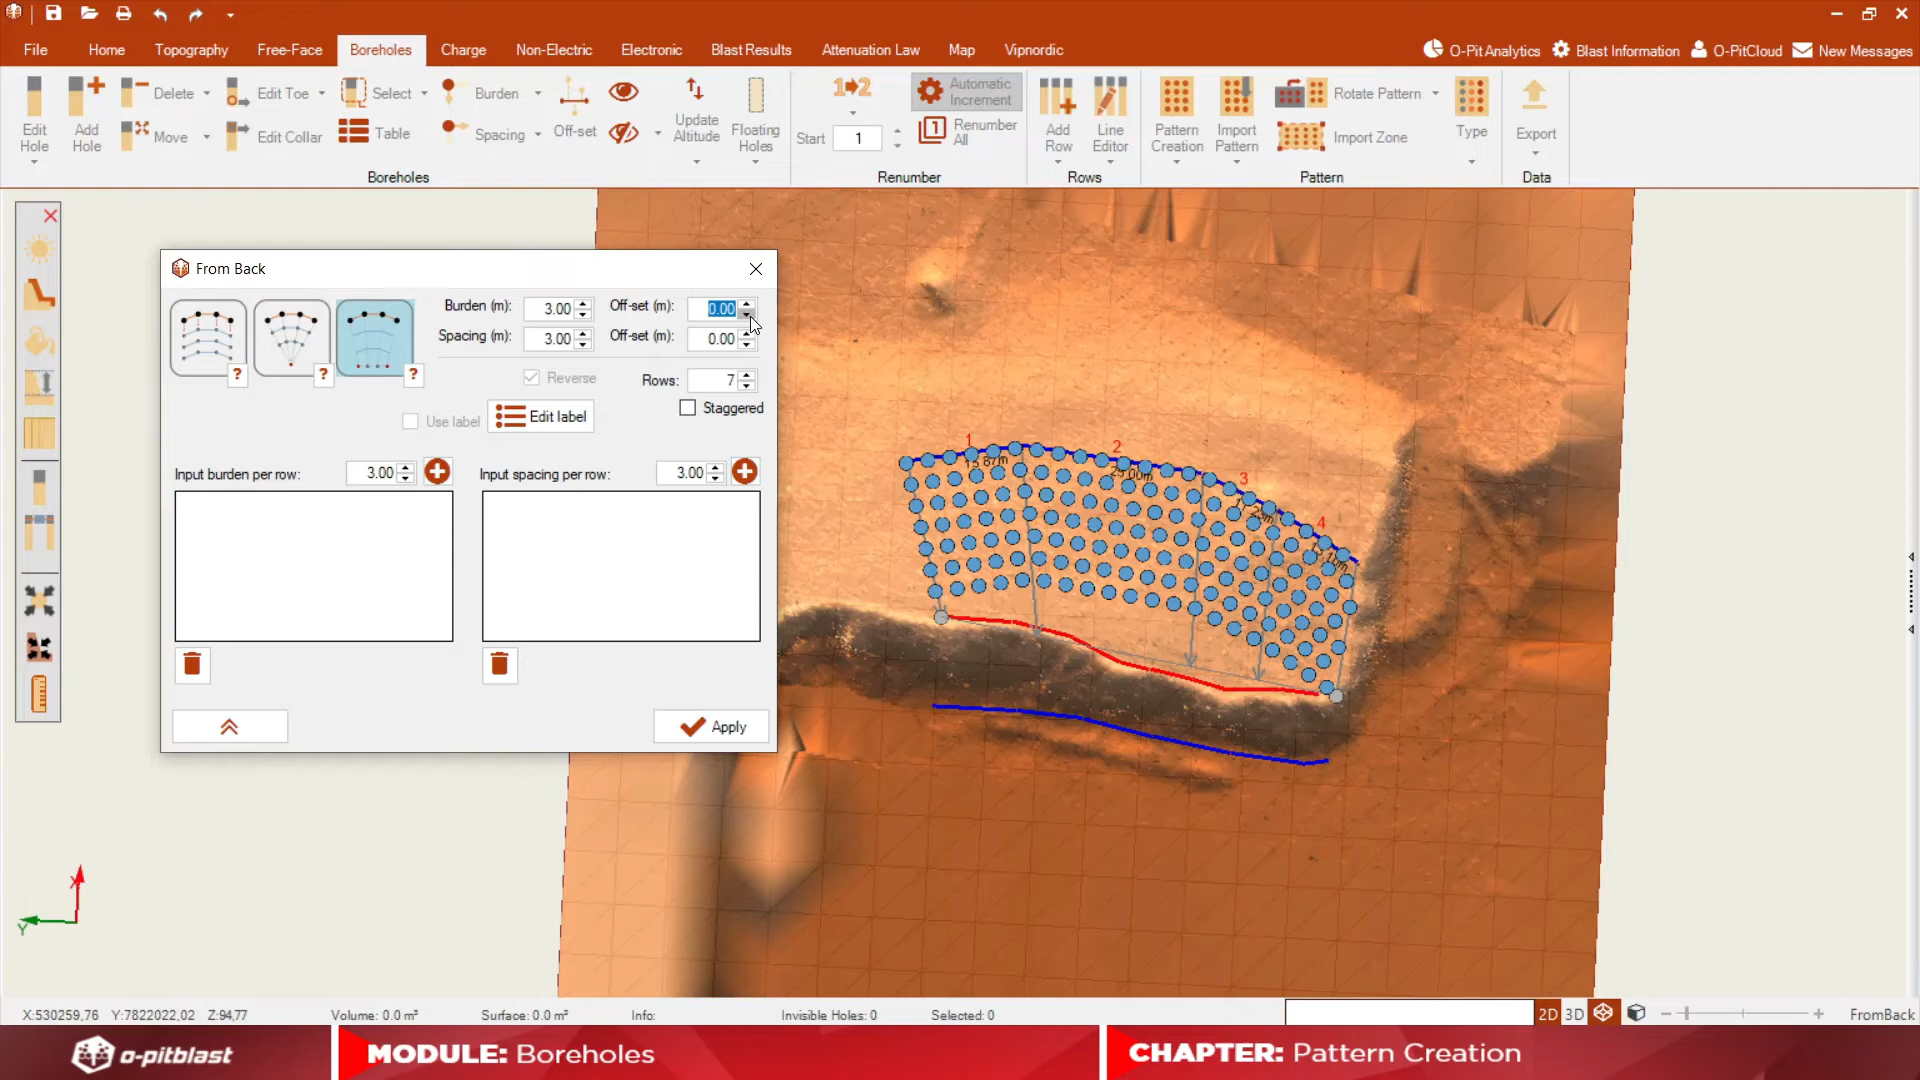 File Home Topography Free-Face Boreholes Charge Non-Electric Electronic Blast Results Attenuation Law Map Vipnordic O-Pit Analytics Blast Information O-PitCloud New Messages
Edit Hole
Add Hole
Delete
Move
Edit Toe
Edit Collar
Select
Table
Burden
Spacing
Off-set
Update Altitude
Floating Holes
1 2
Start 1
Automatic Increment
1 Renumber All
Add Row
Line Editor
Pattern Creation
Import Pattern
Rotate Pattern
Import Zone
Type
Export
Boreholes Renumber Rows Pattern Data
From Back
Burden (m): 3.00 Off-set (m): 0.00
Spacing (m): 3.00 Off-set (m): 0.00
? ? ?
Reverse Rows: 7
Staggered
Use label Edit label
Input burden per row: 3.00 Input spacing per row: 3.00
Apply
1
2
3
4
Y
X:530259,76 Y:7822022,02 Z:94,77 Volume: 0.0 m³ Surface: 0.0 m² Info: Invisible Holes: 0 Selected: 0 2D 3D FromBack
o-pitblast MODULE: Boreholes CHAPTER: Pattern Creation